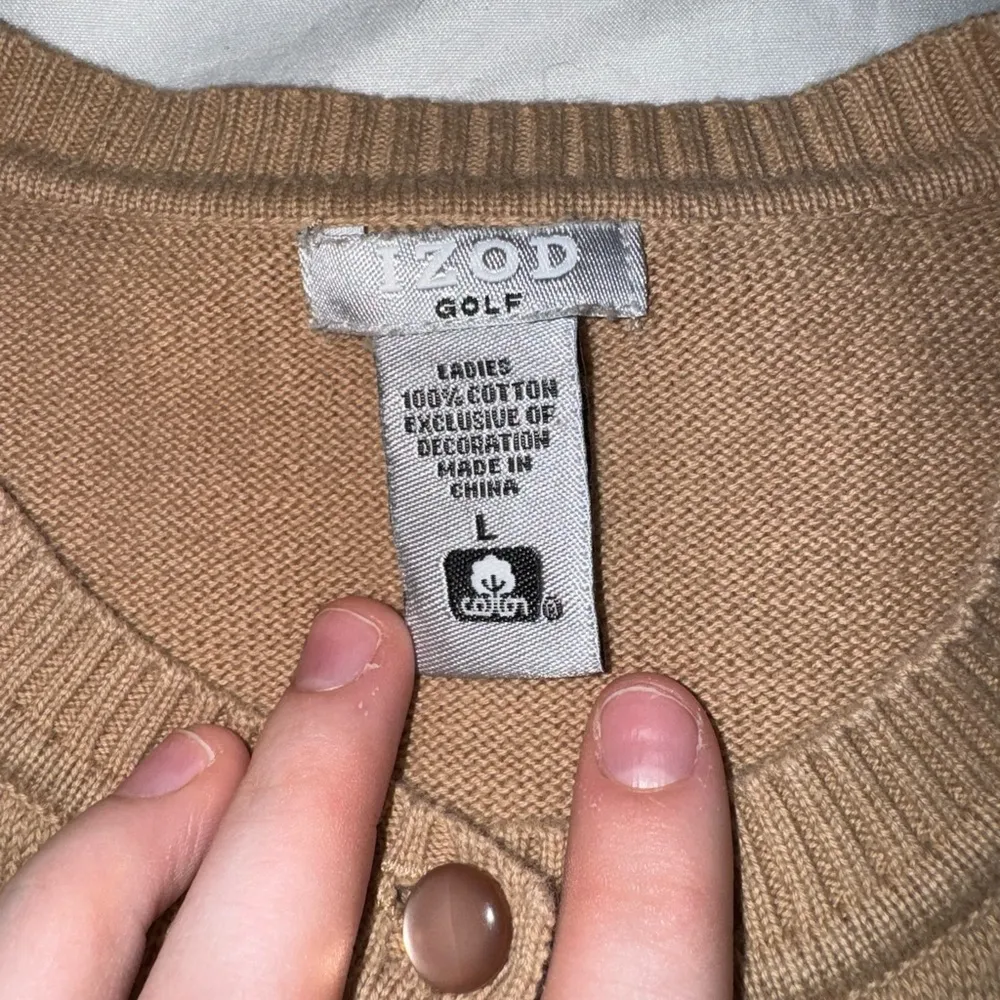 IZOD
GOLF
LADIES
100% COTTON
EXCLUSIVE OF
DECORATION
MADE IN
CHINA
L
cotton®